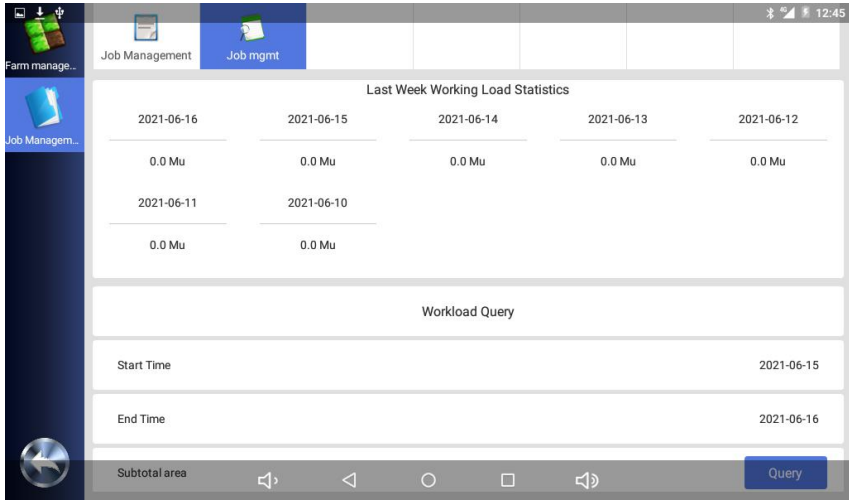 12:45
Farm manage...
Job Management
Job mgmt
Job Managem...
Last Week Working Load Statistics
2021-06-16 2021-06-15 2021-06-14 2021-06-13 2021-06-12
0.0 Mu 0.0 Mu 0.0 Mu 0.0 Mu 0.0 Mu
2021-06-11 2021-06-10
0.0 Mu 0.0 Mu
Workload Query
Start Time 2021-06-15
End Time 2021-06-16
Subtotal area Query